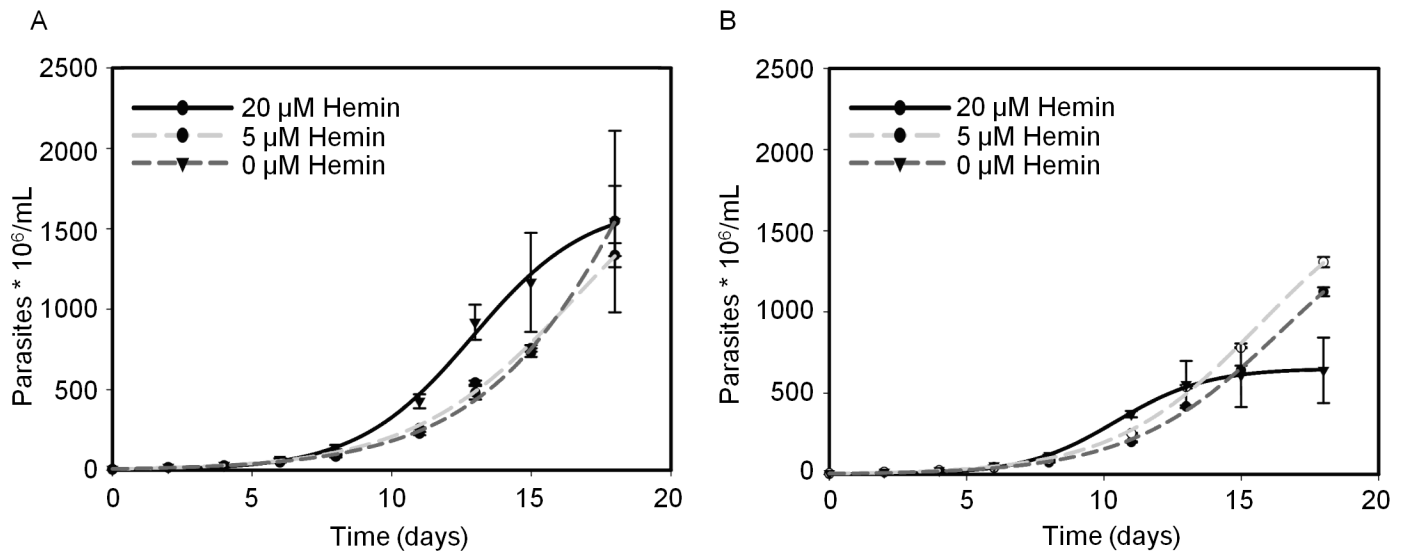 A
2500
2000
1500
1000
500
0
Parasites * 10⁶/mL
20 µM Hemin
5 µM Hemin
0 µM Hemin
0 5 10 15 20
Time (days)
B
2500
2000
1500
1000
500
0
Parasites * 10⁶/mL
20 µM Hemin
5 µM Hemin
0 µM Hemin
0 5 10 15 20
Time (days)